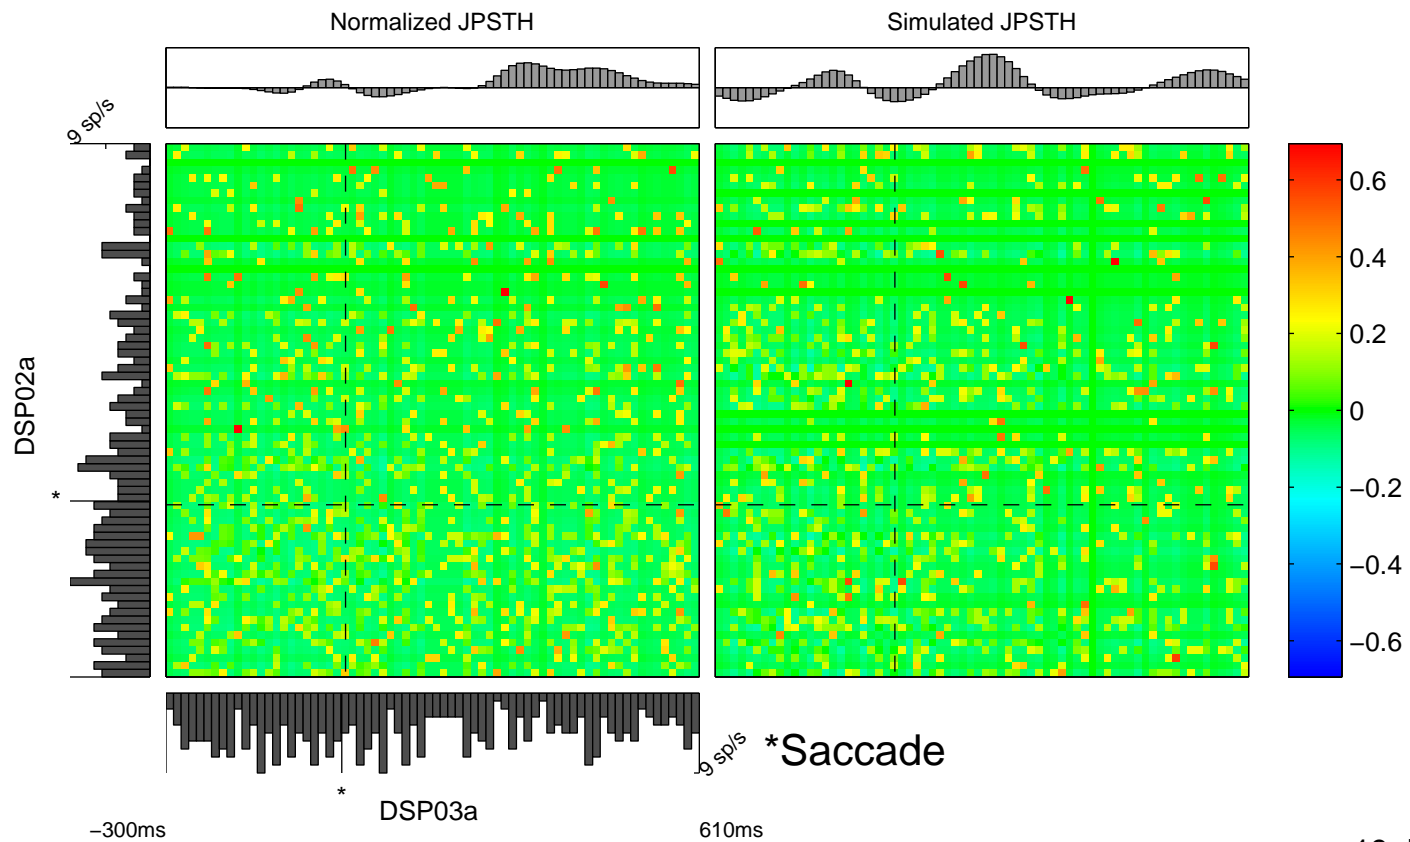 Normalized JPSTH
Simulated JPSTH
9 sp/s
0.6
0.4
0.2
0
−0.2
−0.4
−0.6
DSP02a
*
9 sp/s
*Saccade
*
DSP03a
−300ms
610ms